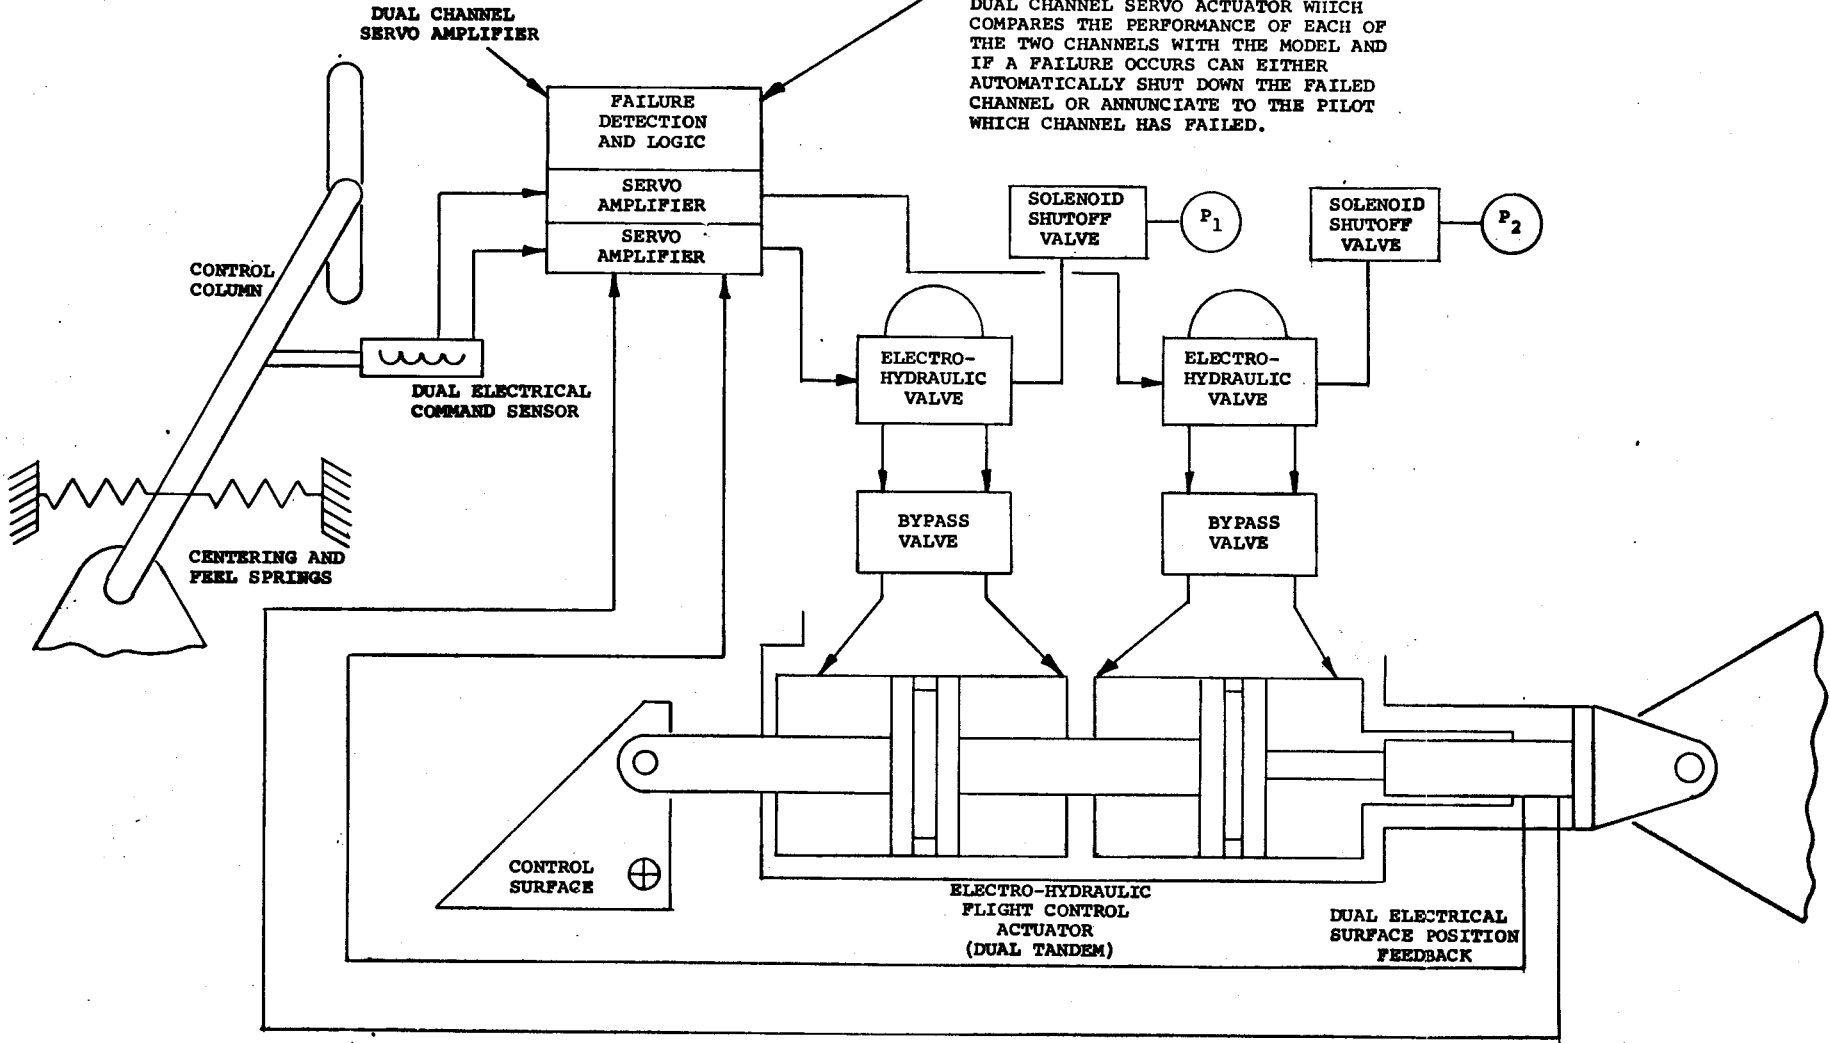 DUAL CHANNEL
SERVO AMPLIFIER
DUAL CHANNEL SERVO ACTUATOR WHICH
COMPARES THE PERFORMANCE OF EACH OF
THE TWO CHANNELS WITH THE MODEL AND
IF A FAILURE OCCURS CAN EITHER
AUTOMATICALLY SHUT DOWN THE FAILED
CHANNEL OR ANNUNCIATE TO THE PILOT
WHICH CHANNEL HAS FAILED.
FAILURE
DETECTION
AND LOGIC
SERVO
AMPLIFIER
SERVO
AMPLIFIER
SOLENOID
SHUTOFF
VALVE
P1
SOLENOID
SHUTOFF
VALVE
P2
CONTROL
COLUMN
DUAL ELECTRICAL
COMMAND SENSOR
ELECTRO-
HYDRAULIC
VALVE
ELECTRO-
HYDRAULIC
VALVE
BYPASS
VALVE
BYPASS
VALVE
CENTERING AND
FEEL SPRINGS
CONTROL
SURFACE
ELECTRO-HYDRAULIC
FLIGHT CONTROL
ACTUATOR
(DUAL TANDEM)
DUAL ELECTRICAL
SURFACE POSITION
FEEDBACK